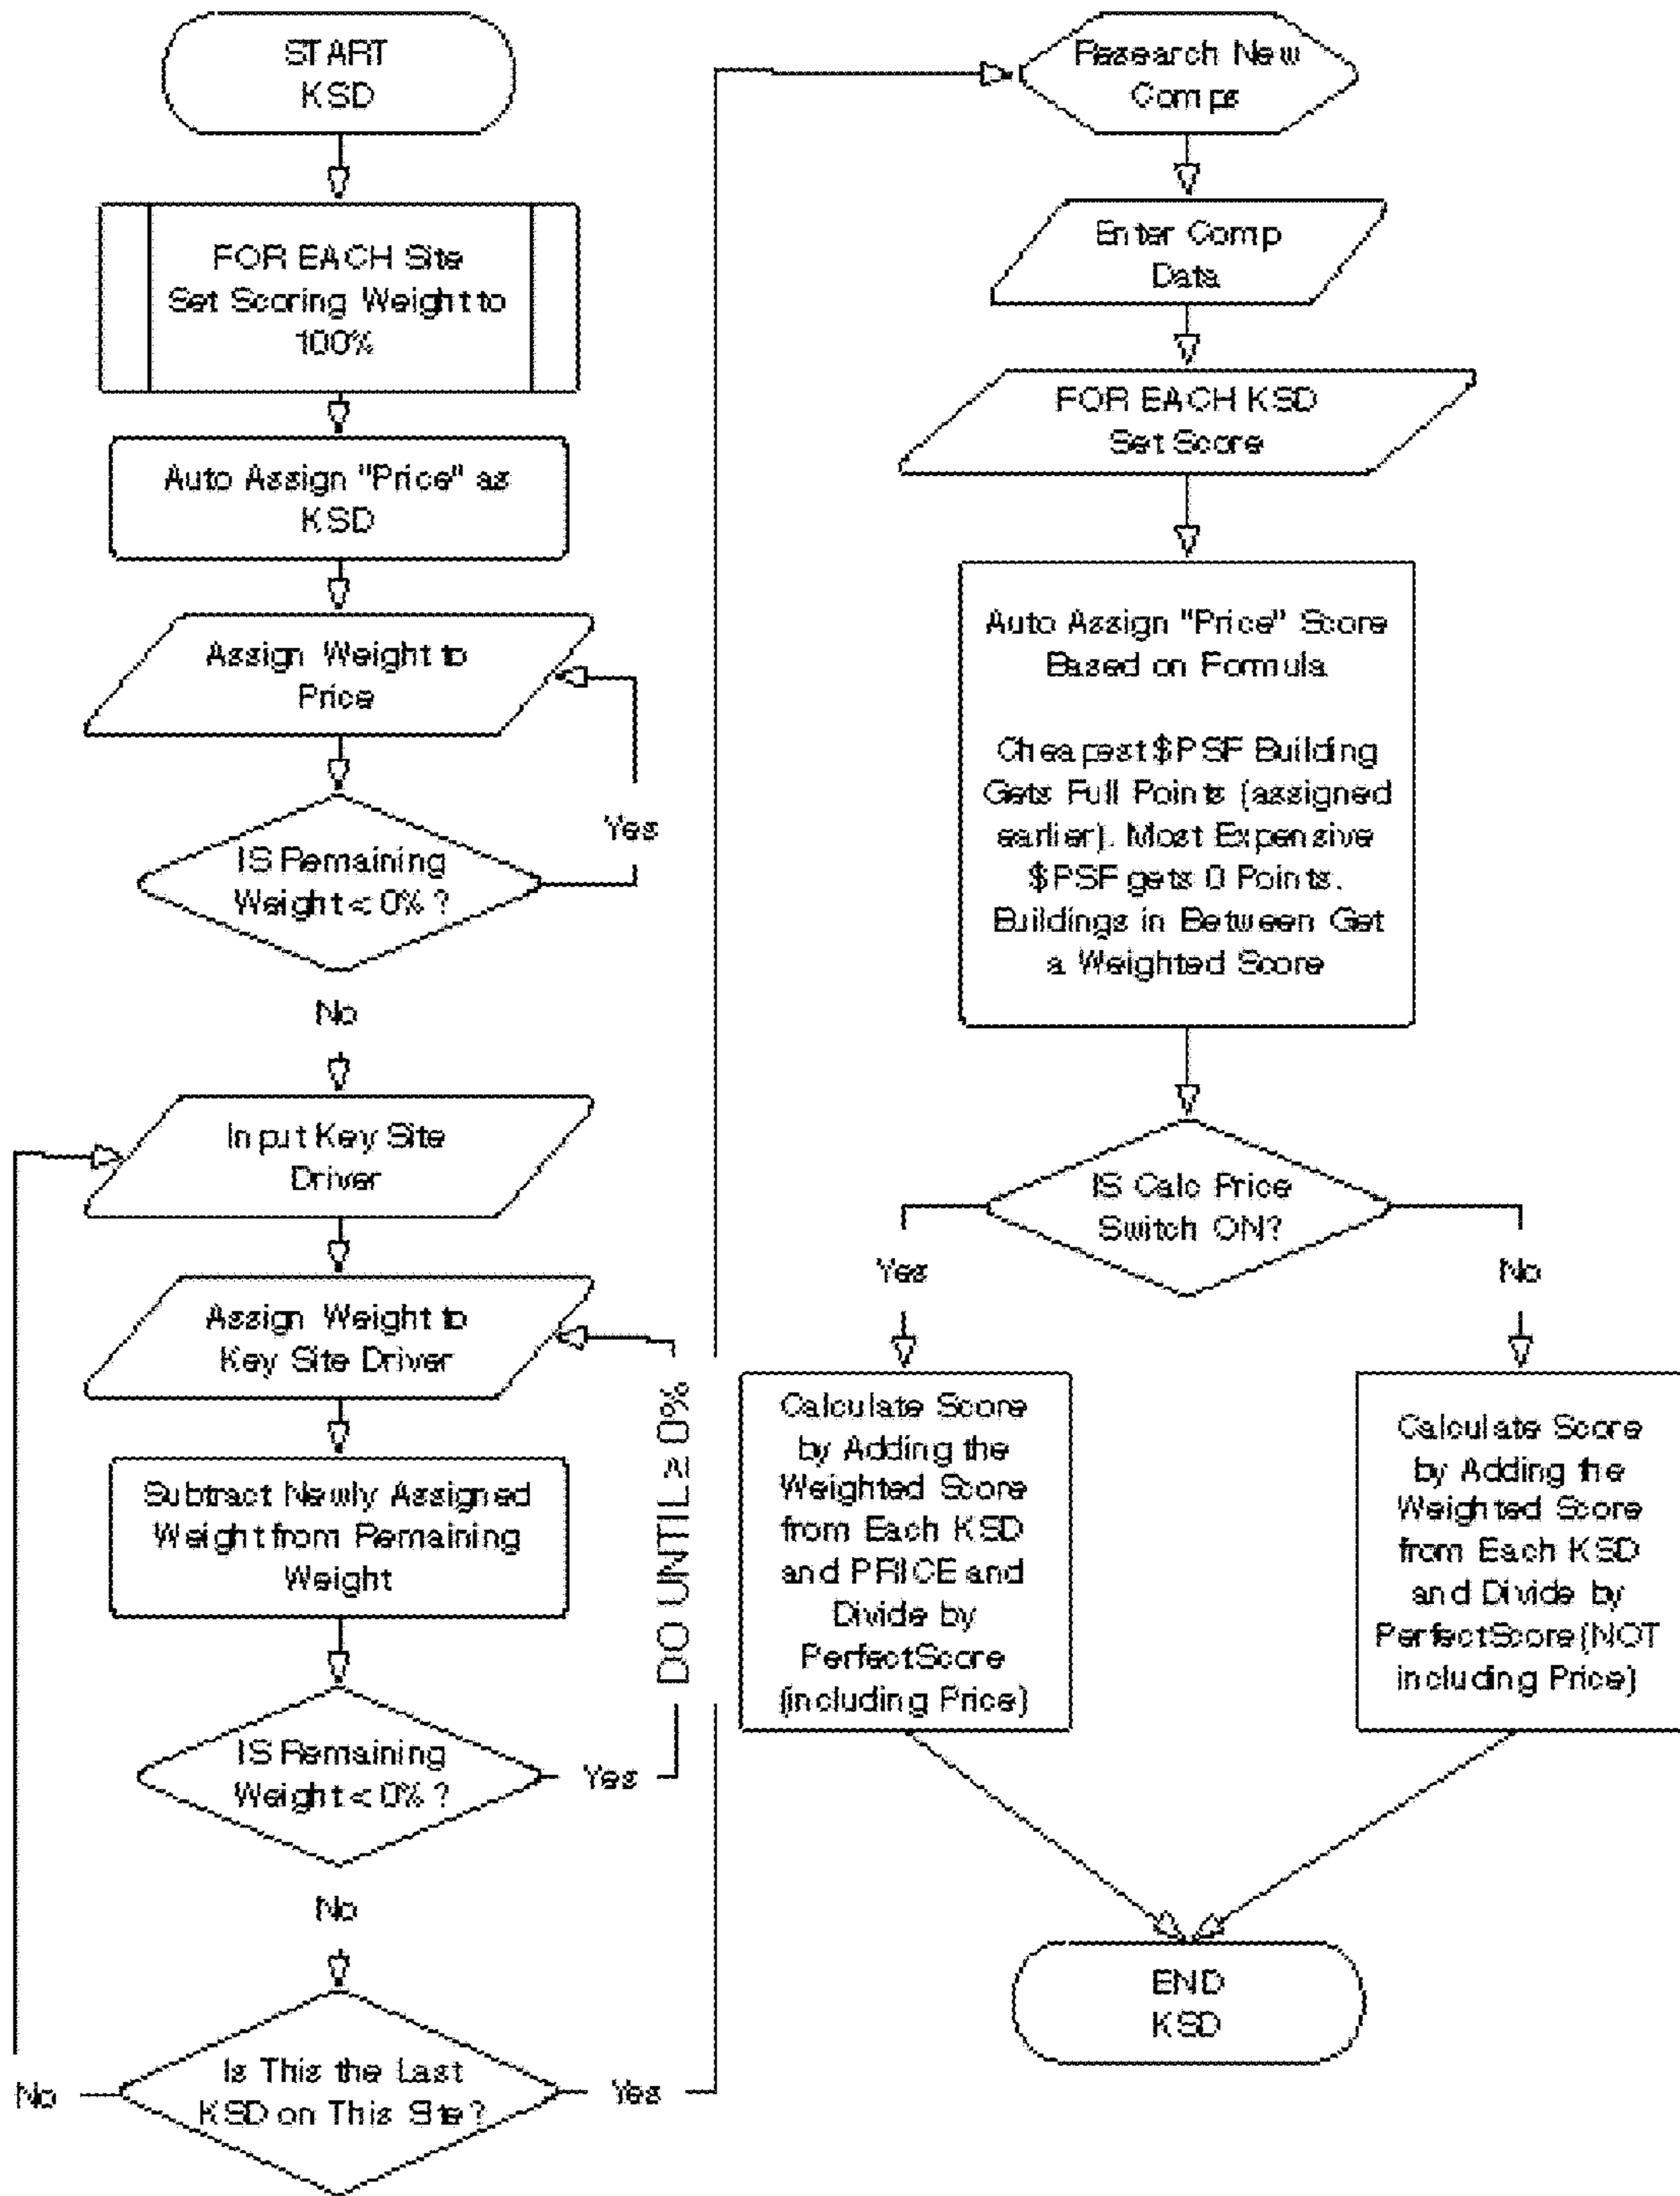 START
KSD
FOR EACH Site
Set Scoring Weight to
100%
Auto Assign "Price" as
KSD
Assign Weight to
Price
Yes
IS Remaining
Weight < 0% ?
No
Input Key Site
Driver
Assign Weight to
Key Site Driver
DO UNTIL ≥ 0%
Subtract Newly Assigned
Weight from Remaining
Weight
IS Remaining
Weight < 0% ?
Yes
No
Is This the Last
KSD on This Site?
No
Yes
Research New
Comps
Enter Comp
Data
FOR EACH KSD
Set Score
Auto Assign "Price" Score
Based on Formula
Cheapest $PSF Building
Gets Full Points (assigned
earlier). Most Expensive
$PSF gets 0 Points.
Buildings in Between Get
a Weighted Score
IS Calc Price
Switch ON?
Yes
No
Calculate Score
by Adding the
Weighted Score
from Each KSD
and PRICE and
Divide by
PerfectScore
(including Price)
Calculate Score
by Adding the
Weighted Score
from Each KSD
and Divide by
PerfectScore(NOT
including Price)
END
KSD